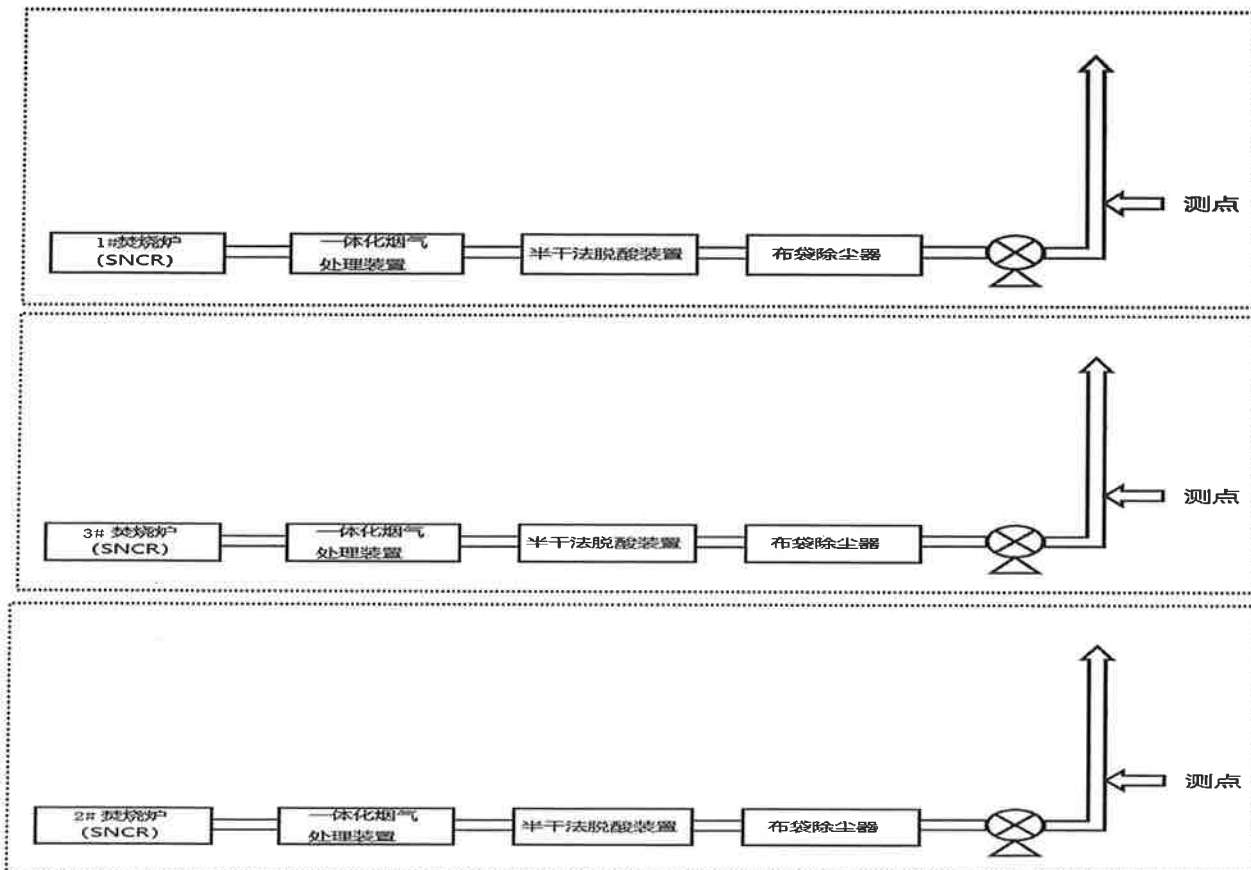 测点
1#焚烧炉
(SNCR)
一体化烟气
处理装置
半干法脱酸装置
布袋除尘器
测点
3# 焚烧炉
(SNCR)
一体化烟气
处理装置
半干法脱酸装置
布袋除尘器
测点
2# 焚烧炉
(SNCR)
一体化烟气
处理装置
半干法脱酸装置
布袋除尘器